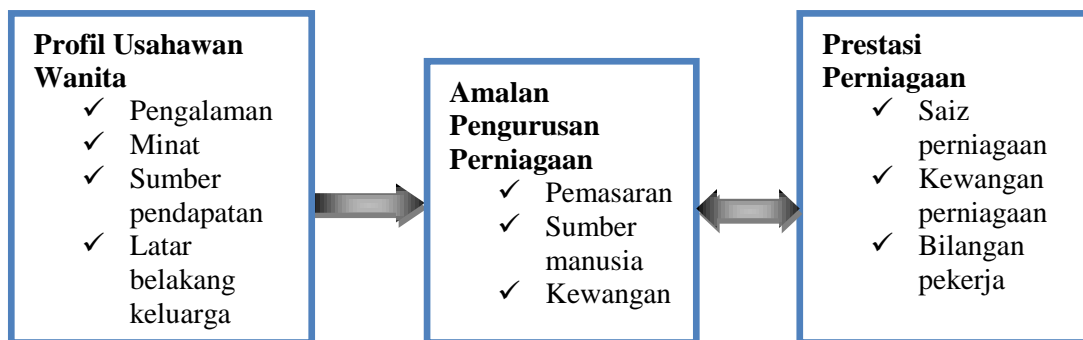 Profil Usahawan
Wanita
✓ Pengalaman
✓ Minat
✓ Sumber
pendapatan
✓ Latar
belakang
keluarga
Amalan
Pengurusan
Perniagaan
✓ Pemasaran
✓ Sumber
manusia
✓ Kewangan
Prestasi
Perniagaan
✓ Saiz
perniagaan
✓ Kewangan
perniagaan
✓ Bilangan
pekerja